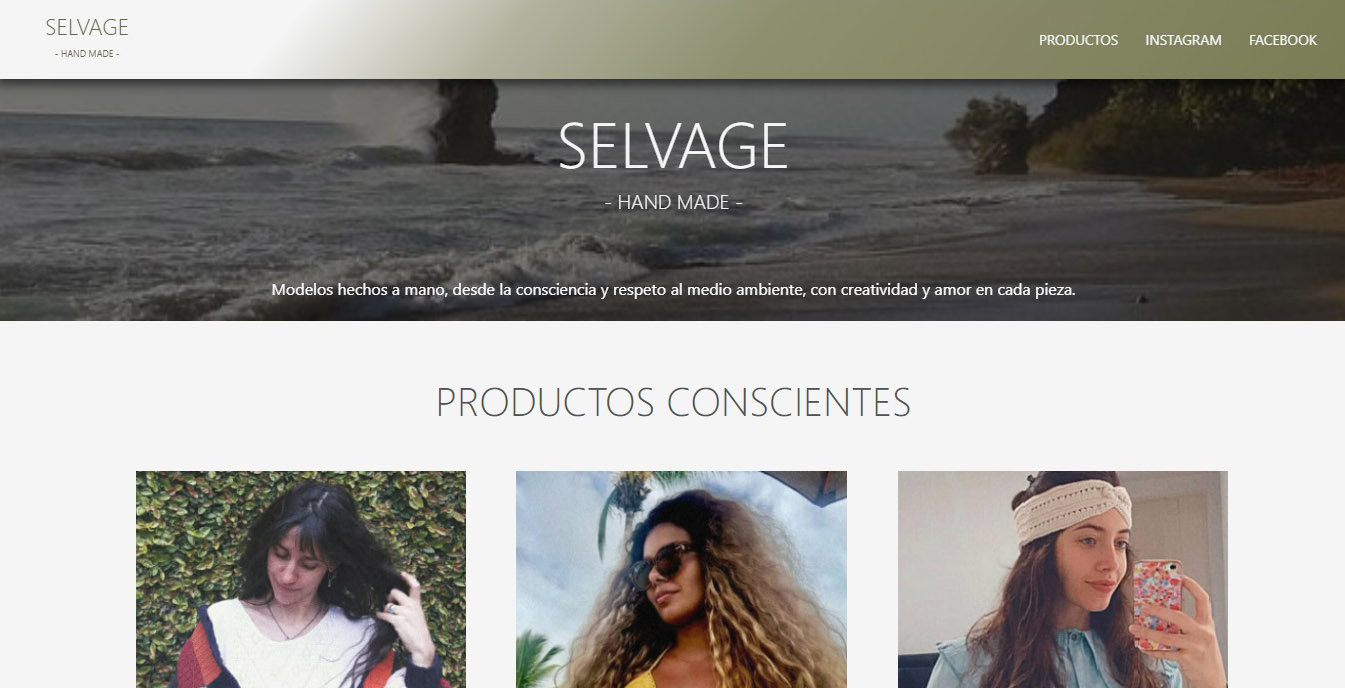 SELVAGE
- HAND MADE -
PRODUCTOS INSTAGRAM FACEBOOK
SELVAGE
- HAND MADE -
Modelos hechos a mano, desde la consciencia y respeto al medio ambiente, con creatividad y amor en cada pieza.
PRODUCTOS CONSCIENTES